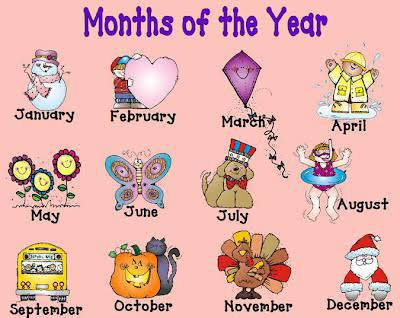 Months of the Year
January
February
March
April
May
June
July
August
September
October
November
December